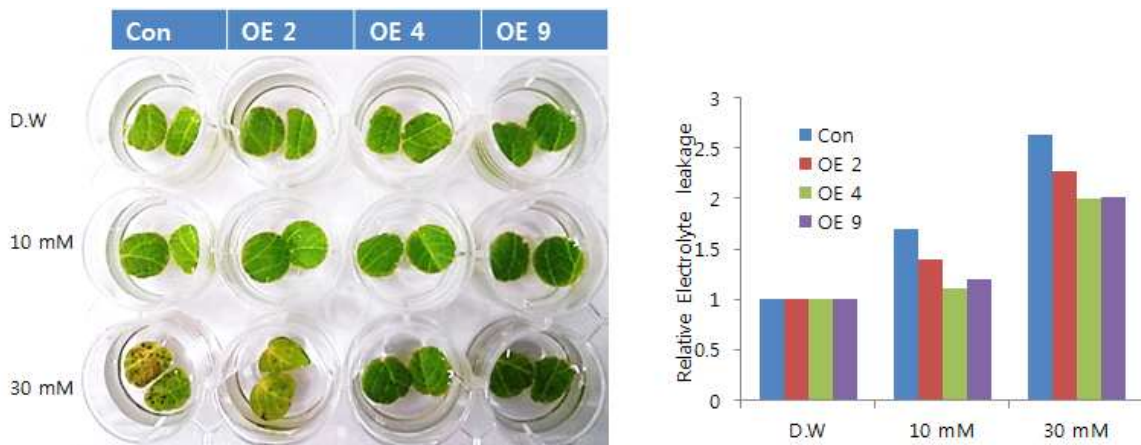 Con OE 2 OE 4 OE 9
D.W
10 mM
30 mM
Relative Electrolyte leakage
3
2.5
2
1.5
1
0.5
0
Con
OE 2
OE 4
OE 9
D.W 10 mM 30 mM